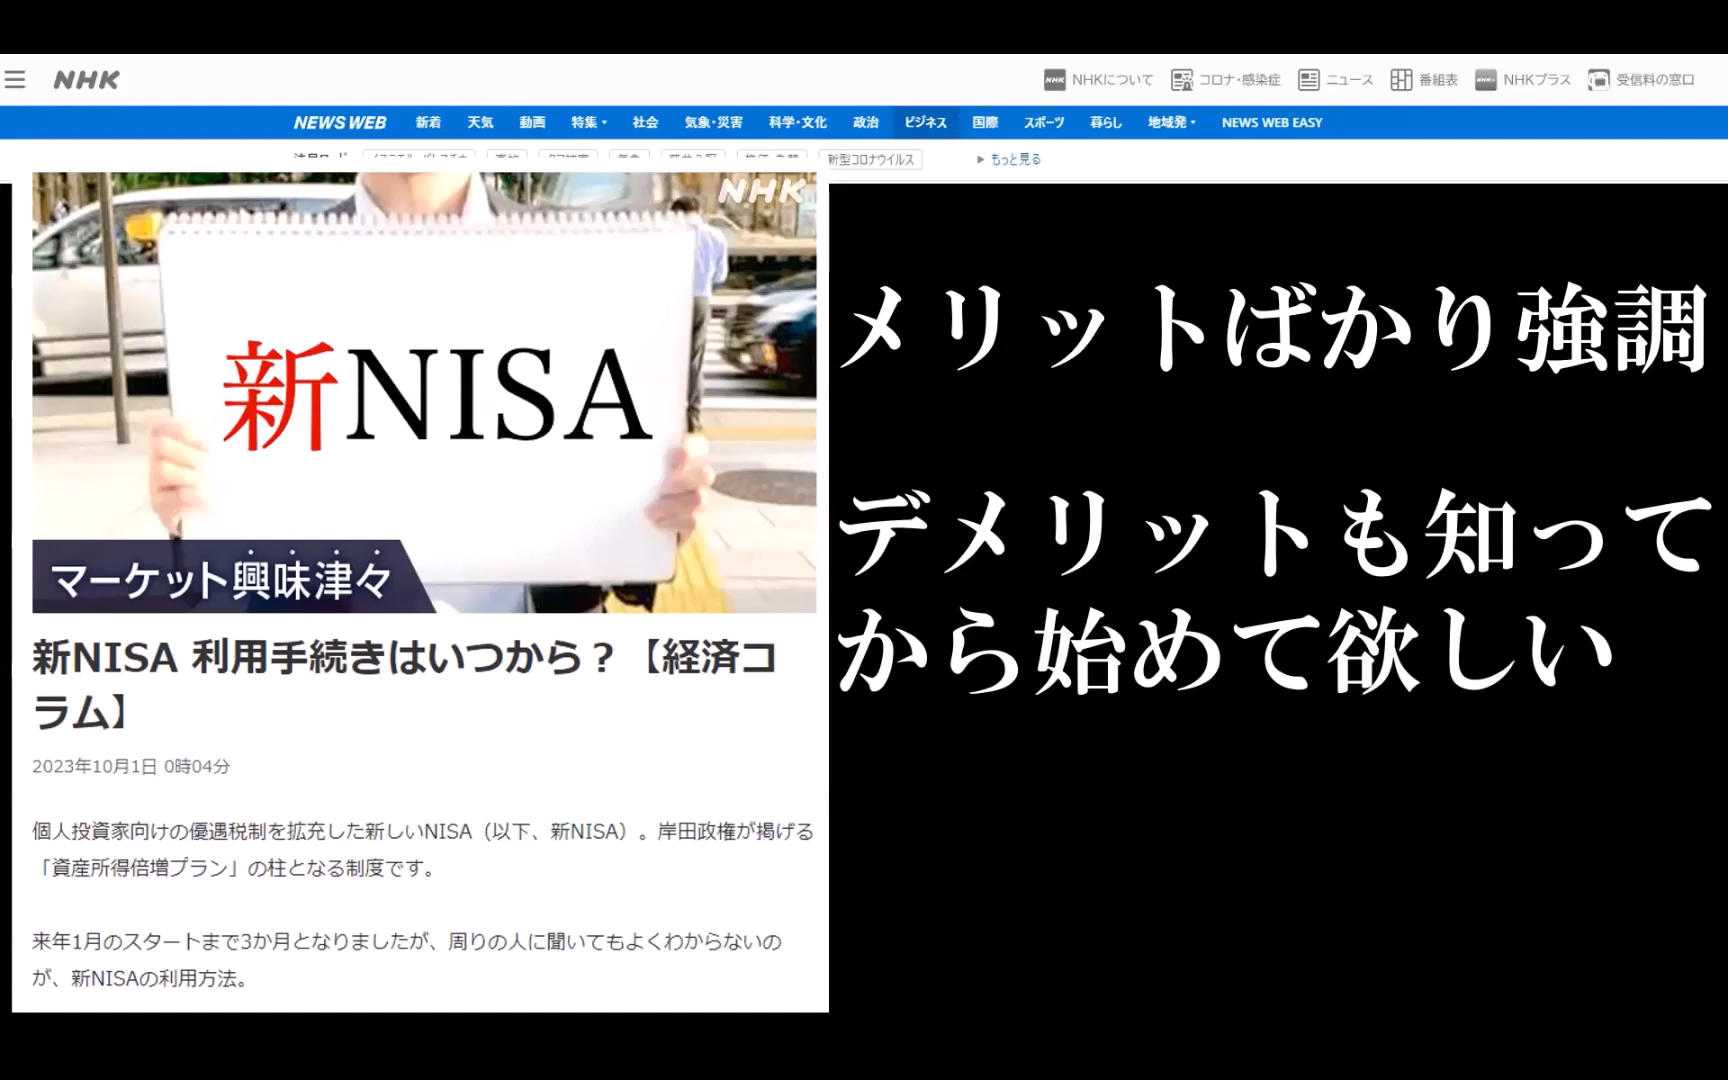 NHK
NHKについて
コロナ・感染症
ニュース
番組表
NHKプラス
受信料の窓口
NEWS WEB
新着
天気
動画
特集
社会
気象・災害
科学・文化
政治
ビジネス
国際
スポーツ
暮らし
地域発
NEWS WEB EASY
新型コロナウイルス
もっと見る
NHK
新NISA
マーケット興味津々
新NISA 利用手続きはいつから？【経済コ
ラム】
2023年10月1日 0時04分
個人投資家向けの優遇税制を拡充した新しいNISA（以下、新NISA）。岸田政権が掲げる
「資産所得倍増プラン」の柱となる制度です。
来年1月のスタートまで3か月となりましたが、周りの人に聞いてもよくわからないの
が、新NISAの利用方法。
メリットばかり強調
デメリットも知って
から始めて欲しい